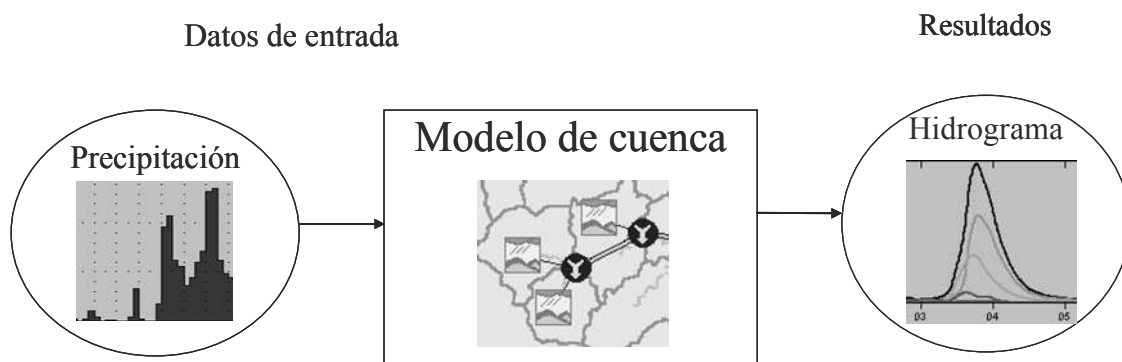 Datos de entrada
Resultados
Precipitación
Modelo de cuenca
Hidrograma
03 04 05